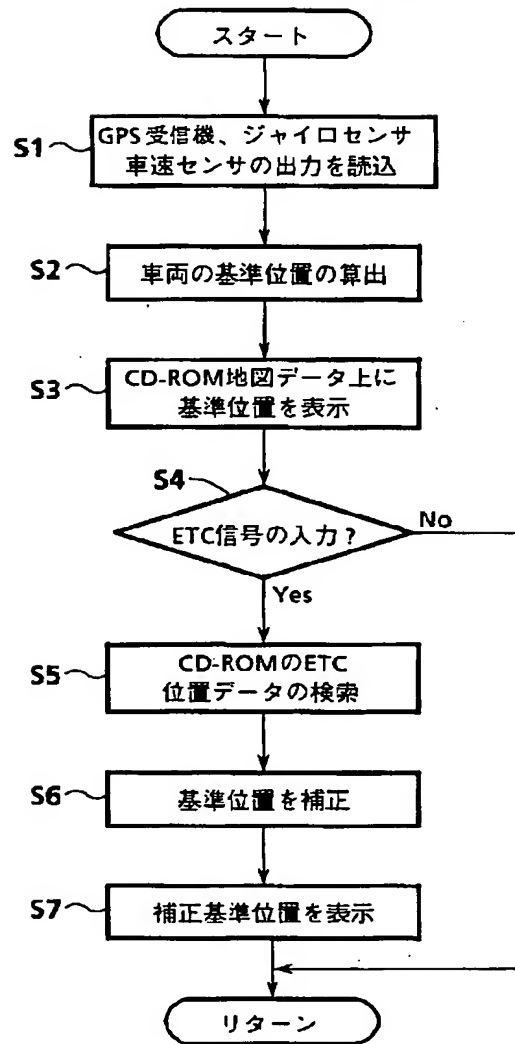 スタート
S1
GPS受信機、ジャイロセンサ
車速センサの出力を読込
S2
車両の基準位置の算出
S3
CD-ROM地図データ上に
基準位置を表示
S4
ETC信号の入力？
No
Yes
S5
CD-ROMのETC
位置データの検索
S6
基準位置を補正
S7
補正基準位置を表示
リターン